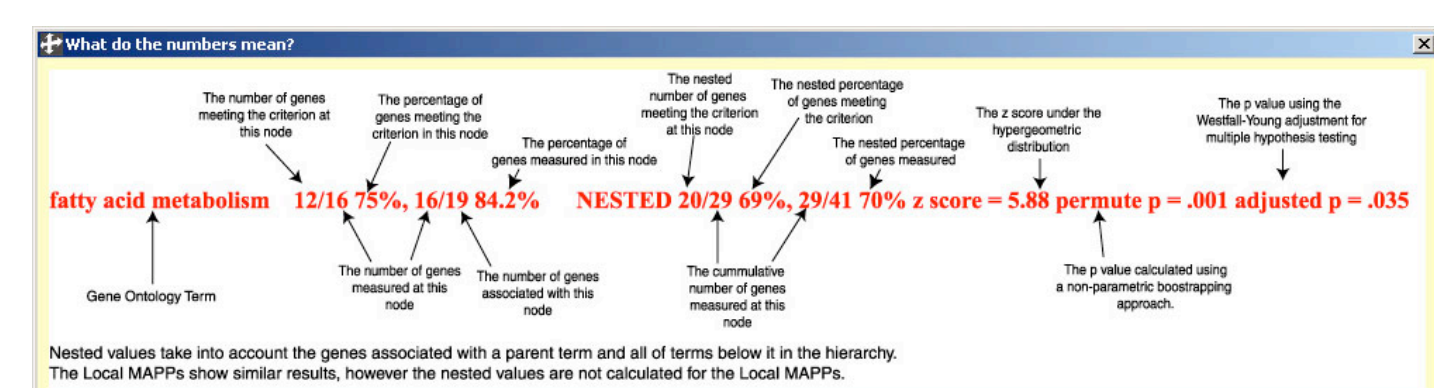 What do the numbers mean?
The number of genes
meeting the criterion at
this node
The percentage of
genes meeting the
criterion in this node
The percentage of
genes measured in this node
The nested
number of genes
meeting the criterion
at this node
The nested percentage
of genes meeting
the criterion
The nested percentage
of genes measured
The z score under the
hypergeometric
distribution
The p value using the
Westfall-Young adjustment for
multiple hypothesis testing
fatty acid metabolism 12/16 75%, 16/19 84.2% NESTED 20/29 69%, 29/41 70% z score = 5.88 permute p = .001 adjusted p = .035
Gene Ontology Term
The number of genes
measured at this
node
The number of genes
associated with this
node
The cummulative
number of genes
measured at this
node
The p value calculated using
a non-parametric boostrapping
approach.
Nested values take into account the genes associated with a parent term and all of terms below it in the hierarchy.
The Local MAPPs show similar results, however the nested values are not calculated for the Local MAPPs.